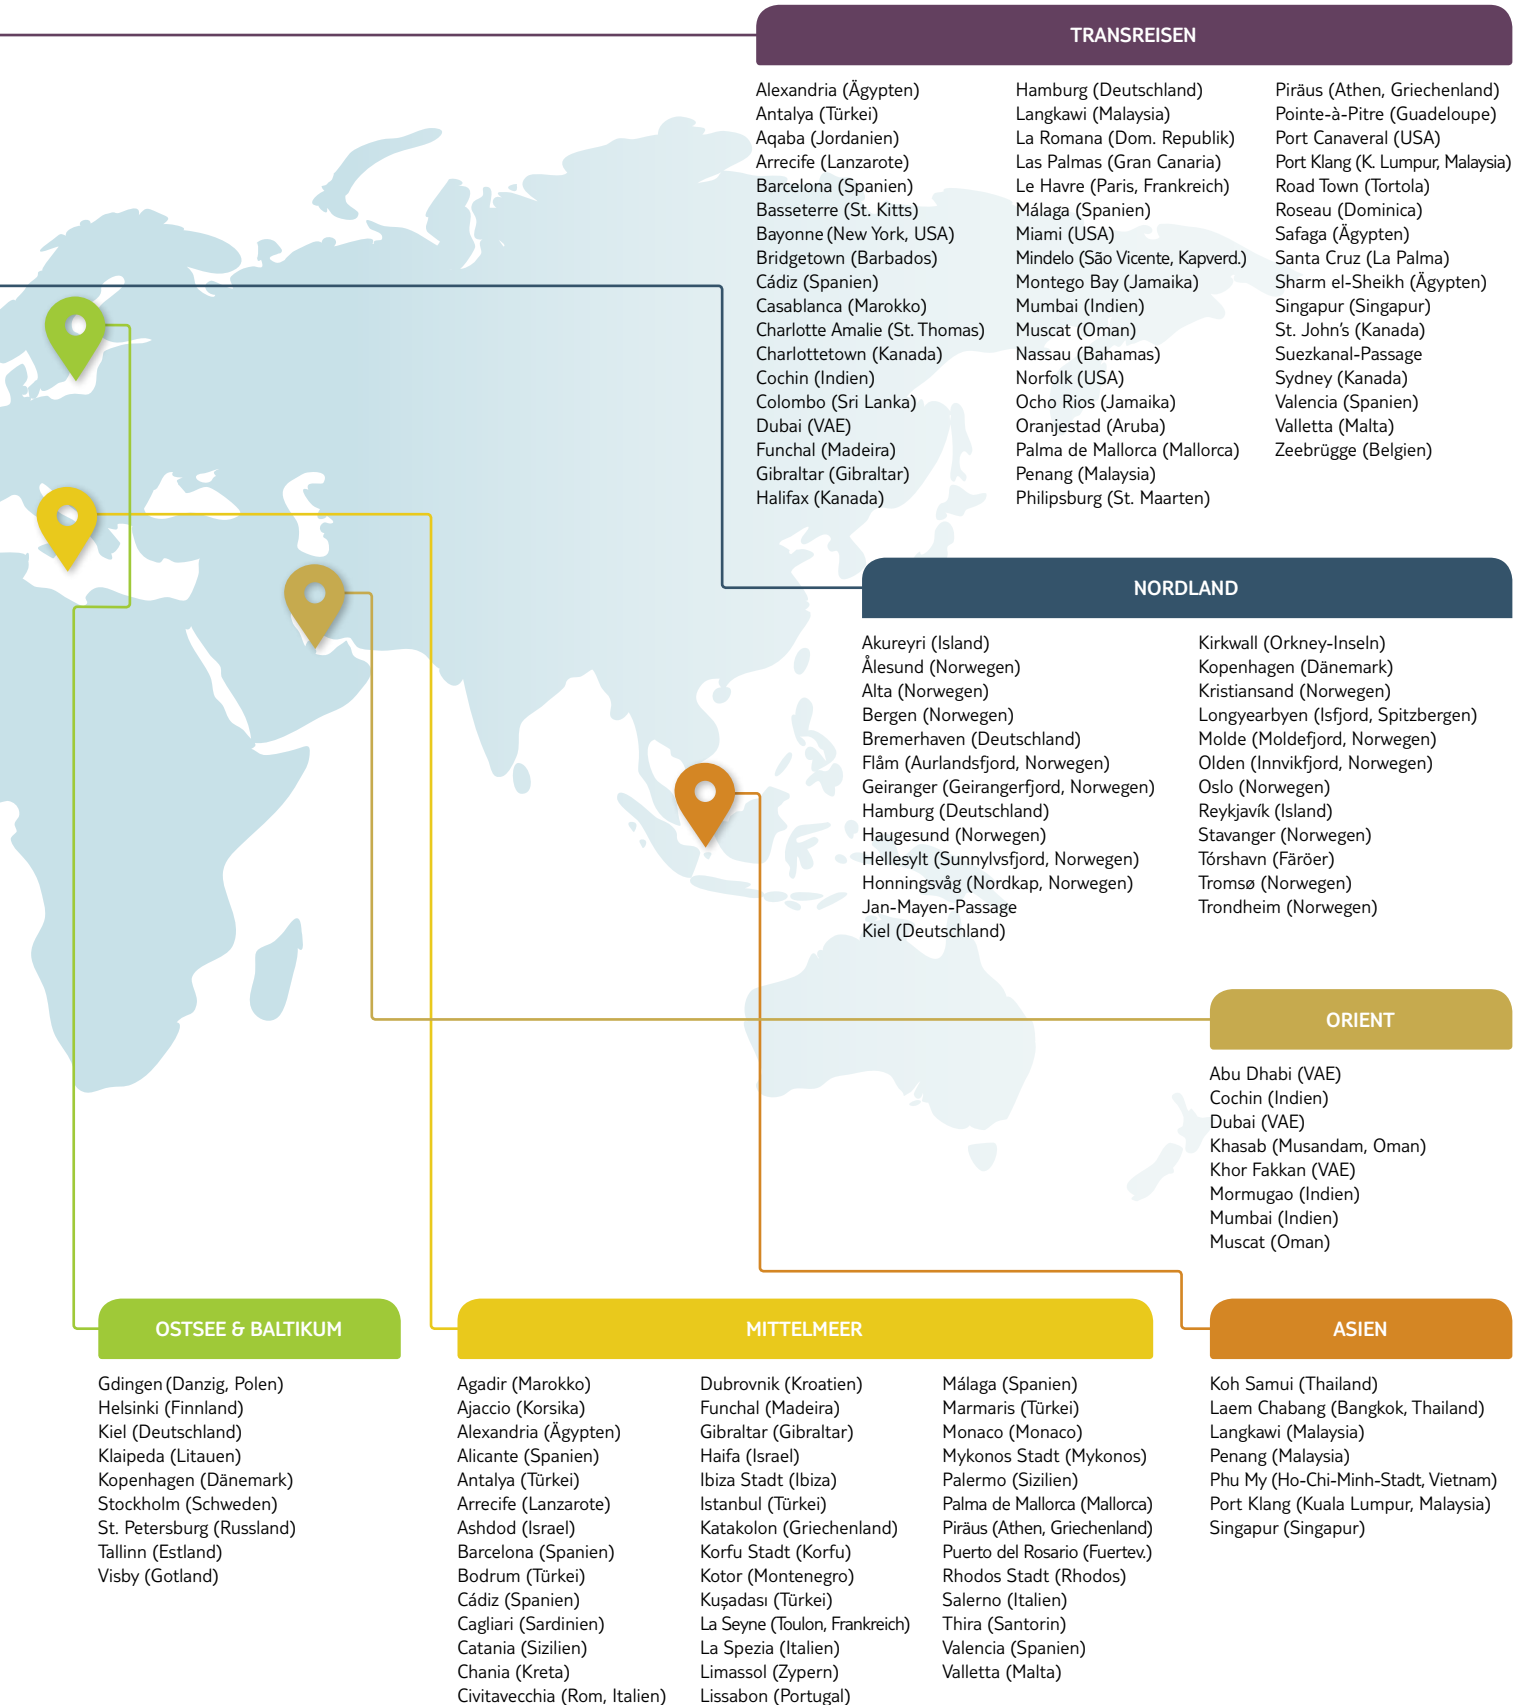 TRANSREISEN
Alexandria (Ägypten)
Antalya (Türkei)
Aqaba (Jordanien)
Arrecife (Lanzarote)
Barcelona (Spanien)
Basseterre (St. Kitts)
Bayonne (New York, USA)
Bridgetown (Barbados)
Cádiz (Spanien)
Casablanca (Marokko)
Charlotte Amalie (St. Thomas)
Charlottetown (Kanada)
Cochin (Indien)
Colombo (Sri Lanka)
Dubai (VAE)
Funchal (Madeira)
Gibraltar (Gibraltar)
Halifax (Kanada)
Hamburg (Deutschland)
Langkawi (Malaysia)
La Romana (Dom. Republik)
Las Palmas (Gran Canaria)
Le Havre (Paris, Frankreich)
Málaga (Spanien)
Miami (USA)
Mindelo (São Vicente, Kapverd.)
Montego Bay (Jamaika)
Mumbai (Indien)
Muscat (Oman)
Nassau (Bahamas)
Norfolk (USA)
Ocho Rios (Jamaika)
Oranjestad (Aruba)
Palma de Mallorca (Mallorca)
Penang (Malaysia)
Philipsburg (St. Maarten)
Piräus (Athen, Griechenland)
Pointe-à-Pitre (Guadeloupe)
Port Canaveral (USA)
Port Klang (K. Lumpur, Malaysia)
Road Town (Tortola)
Roseau (Dominica)
Safaga (Ägypten)
Santa Cruz (La Palma)
Sharm el-Sheikh (Ägypten)
Singapur (Singapur)
St. John's (Kanada)
Suezkanal-Passage
Sydney (Kanada)
Valencia (Spanien)
Valletta (Malta)
Zeebrügge (Belgien)
NORDLAND
Akureyri (Island)
Ålesund (Norwegen)
Alta (Norwegen)
Bergen (Norwegen)
Bremerhaven (Deutschland)
Flåm (Aurlandsfjord, Norwegen)
Geiranger (Geirangerfjord, Norwegen)
Hamburg (Deutschland)
Haugesund (Norwegen)
Hellesylt (Sunnylvsfjord, Norwegen)
Honningsvåg (Nordkap, Norwegen)
Jan-Mayen-Passage
Kiel (Deutschland)
Kirkwall (Orkney-Inseln)
Kopenhagen (Dänemark)
Kristiansand (Norwegen)
Longyearbyen (Isfjord, Spitzbergen)
Molde (Moldefjord, Norwegen)
Olden (Innvikfjord, Norwegen)
Oslo (Norwegen)
Reykjavík (Island)
Stavanger (Norwegen)
Tórshavn (Färöer)
Tromsø (Norwegen)
Trondheim (Norwegen)
ORIENT
Abu Dhabi (VAE)
Cochin (Indien)
Dubai (VAE)
Khasab (Musandam, Oman)
Khor Fakkan (VAE)
Mormugao (Indien)
Mumbai (Indien)
Muscat (Oman)
OSTSEE & BALTIKUM
Gdingen (Danzig, Polen)
Helsinki (Finnland)
Kiel (Deutschland)
Klaipeda (Litauen)
Kopenhagen (Dänemark)
Stockholm (Schweden)
St. Petersburg (Russland)
Tallinn (Estland)
Visby (Gotland)
MITTELMEER
Agadir (Marokko)
Ajaccio (Korsika)
Alexandria (Ägypten)
Alicante (Spanien)
Antalya (Türkei)
Arrecife (Lanzarote)
Ashdod (Israel)
Barcelona (Spanien)
Bodrum (Türkei)
Cádiz (Spanien)
Cagliari (Sardinien)
Catania (Sizilien)
Chania (Kreta)
Civitavecchia (Rom, Italien)
Dubrovnik (Kroatien)
Funchal (Madeira)
Gibraltar (Gibraltar)
Haifa (Israel)
Ibiza Stadt (Ibiza)
Istanbul (Türkei)
Katakolon (Griechenland)
Korfu Stadt (Korfu)
Kotor (Montenegro)
Kuşadası (Türkei)
La Seyne (Toulon, Frankreich)
La Spezia (Italien)
Limassol (Zypern)
Lissabon (Portugal)
Málaga (Spanien)
Marmaris (Türkei)
Monaco (Monaco)
Mykonos Stadt (Mykonos)
Palermo (Sizilien)
Palma de Mallorca (Mallorca)
Piräus (Athen, Griechenland)
Puerto del Rosario (Fuertev.)
Rhodos Stadt (Rhodos)
Salerno (Italien)
Thira (Santorin)
Valencia (Spanien)
Valletta (Malta)
ASIEN
Koh Samui (Thailand)
Laem Chabang (Bangkok, Thailand)
Langkawi (Malaysia)
Penang (Malaysia)
Phu My (Ho-Chi-Minh-Stadt, Vietnam)
Port Klang (Kuala Lumpur, Malaysia)
Singapur (Singapur)